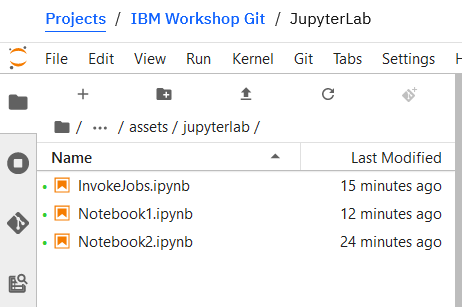 Projects / IBM Workshop Git / JupyterLab
File Edit View Run Kernel Git Tabs Settings
/ ··· / assets / jupyterlab /
Name Last Modified
InvokeJobs.ipynb 15 minutes ago
Notebook1.ipynb 12 minutes ago
Notebook2.ipynb 24 minutes ago